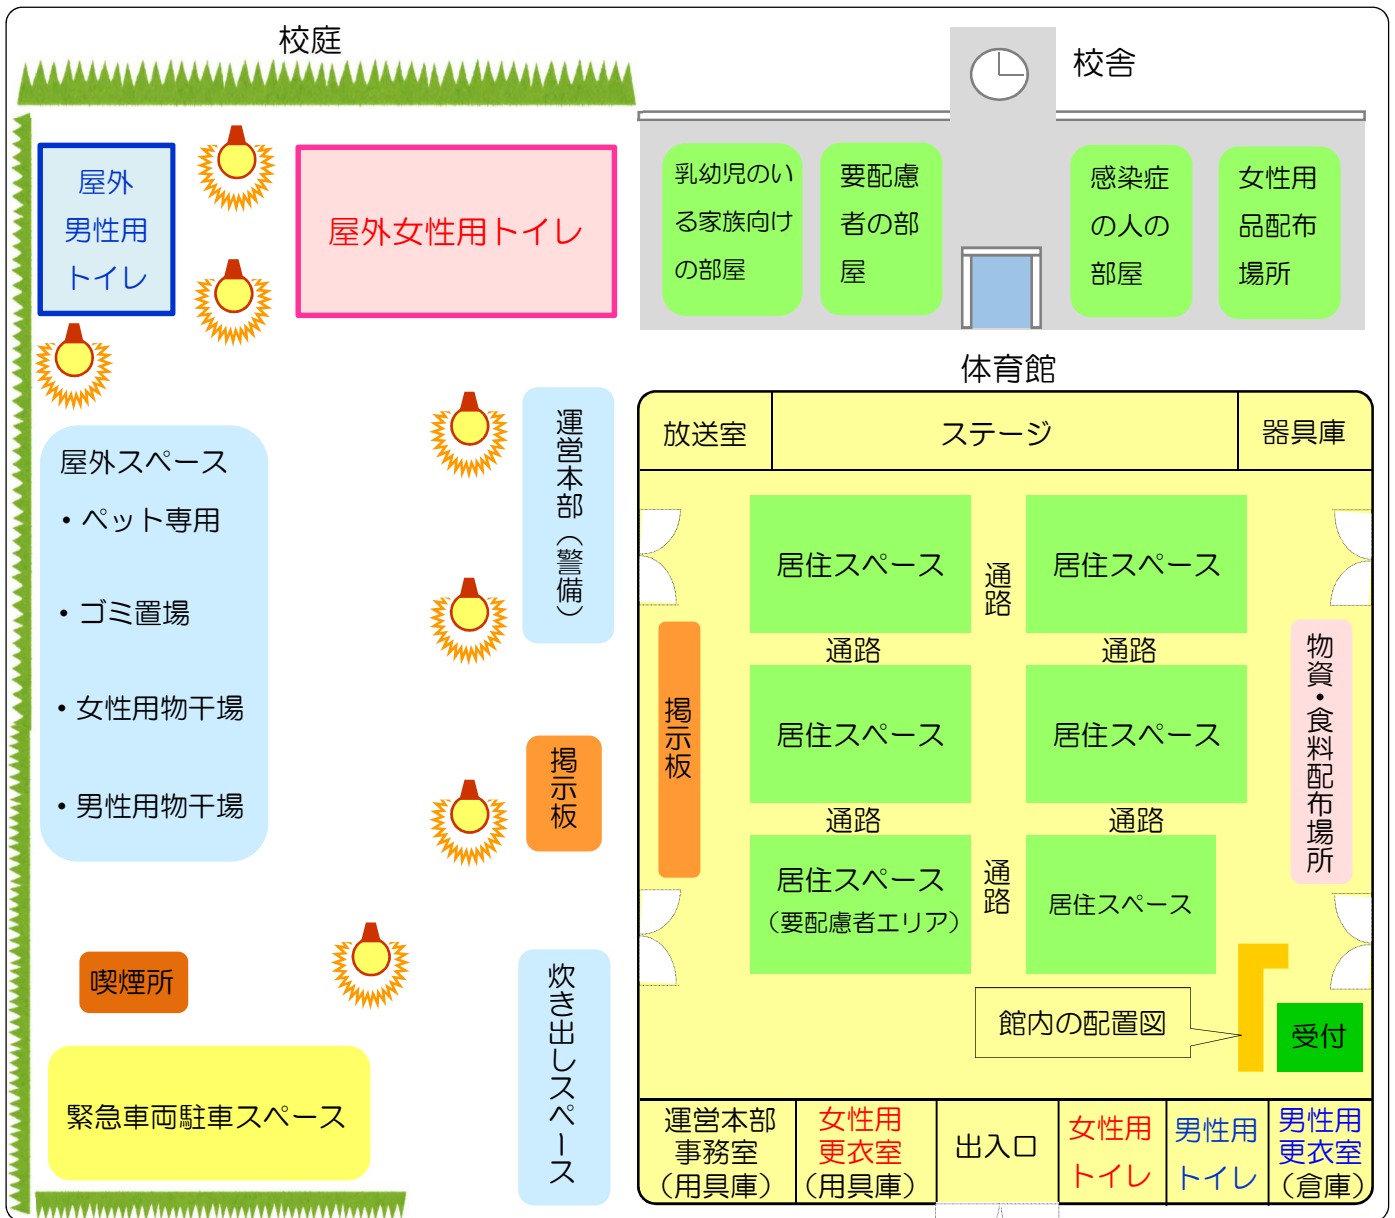 校庭
校舎
屋外
男性用
トイレ
屋外女性用トイレ
乳幼児のい
る家族向け
の部屋
要配慮
者の部
屋
感染症
の人の
部屋
女性用
品配布
場所
屋外スペース
・ペット専用
・ゴミ置場
・女性用物干場
・男性用物干場
運営本部（警備）
掲示板
喫煙所
緊急車両駐車スペース
炊き出しスペース
体育館
放送室
ステージ
器具庫
居住スペース
通路
居住スペース
通路
通路
掲示板
居住スペース
居住スペース
物資・食料配布場所
通路
通路
居住スペース
（要配慮者エリア）
通路
居住スペース
館内の配置図
受付
運営本部
事務室
（用具庫）
女性用
更衣室
（用具庫）
出入口
女性用
トイレ
男性用
トイレ
男性用
更衣室
（倉庫）